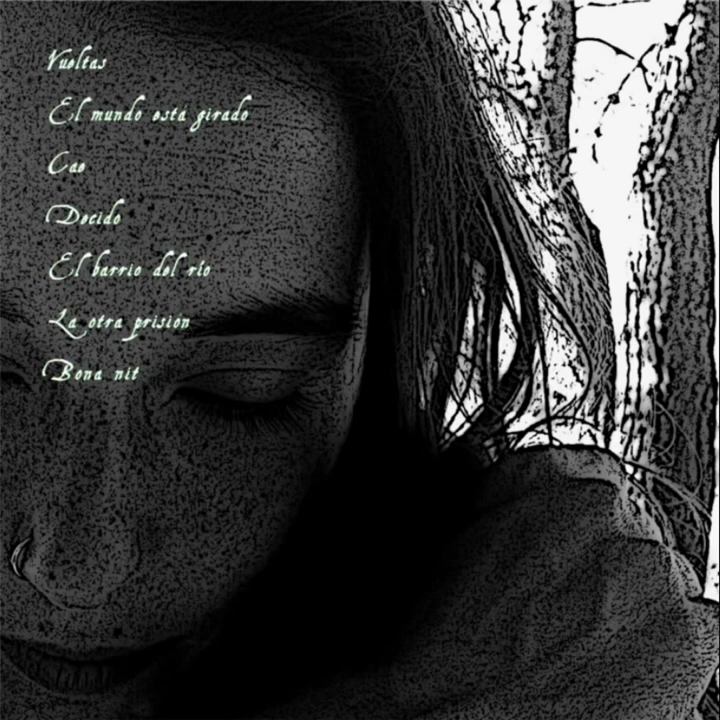 Vueltas
El mundo está girado
Cae
Decido
El barrio del río
La otra prisión
Bona nit